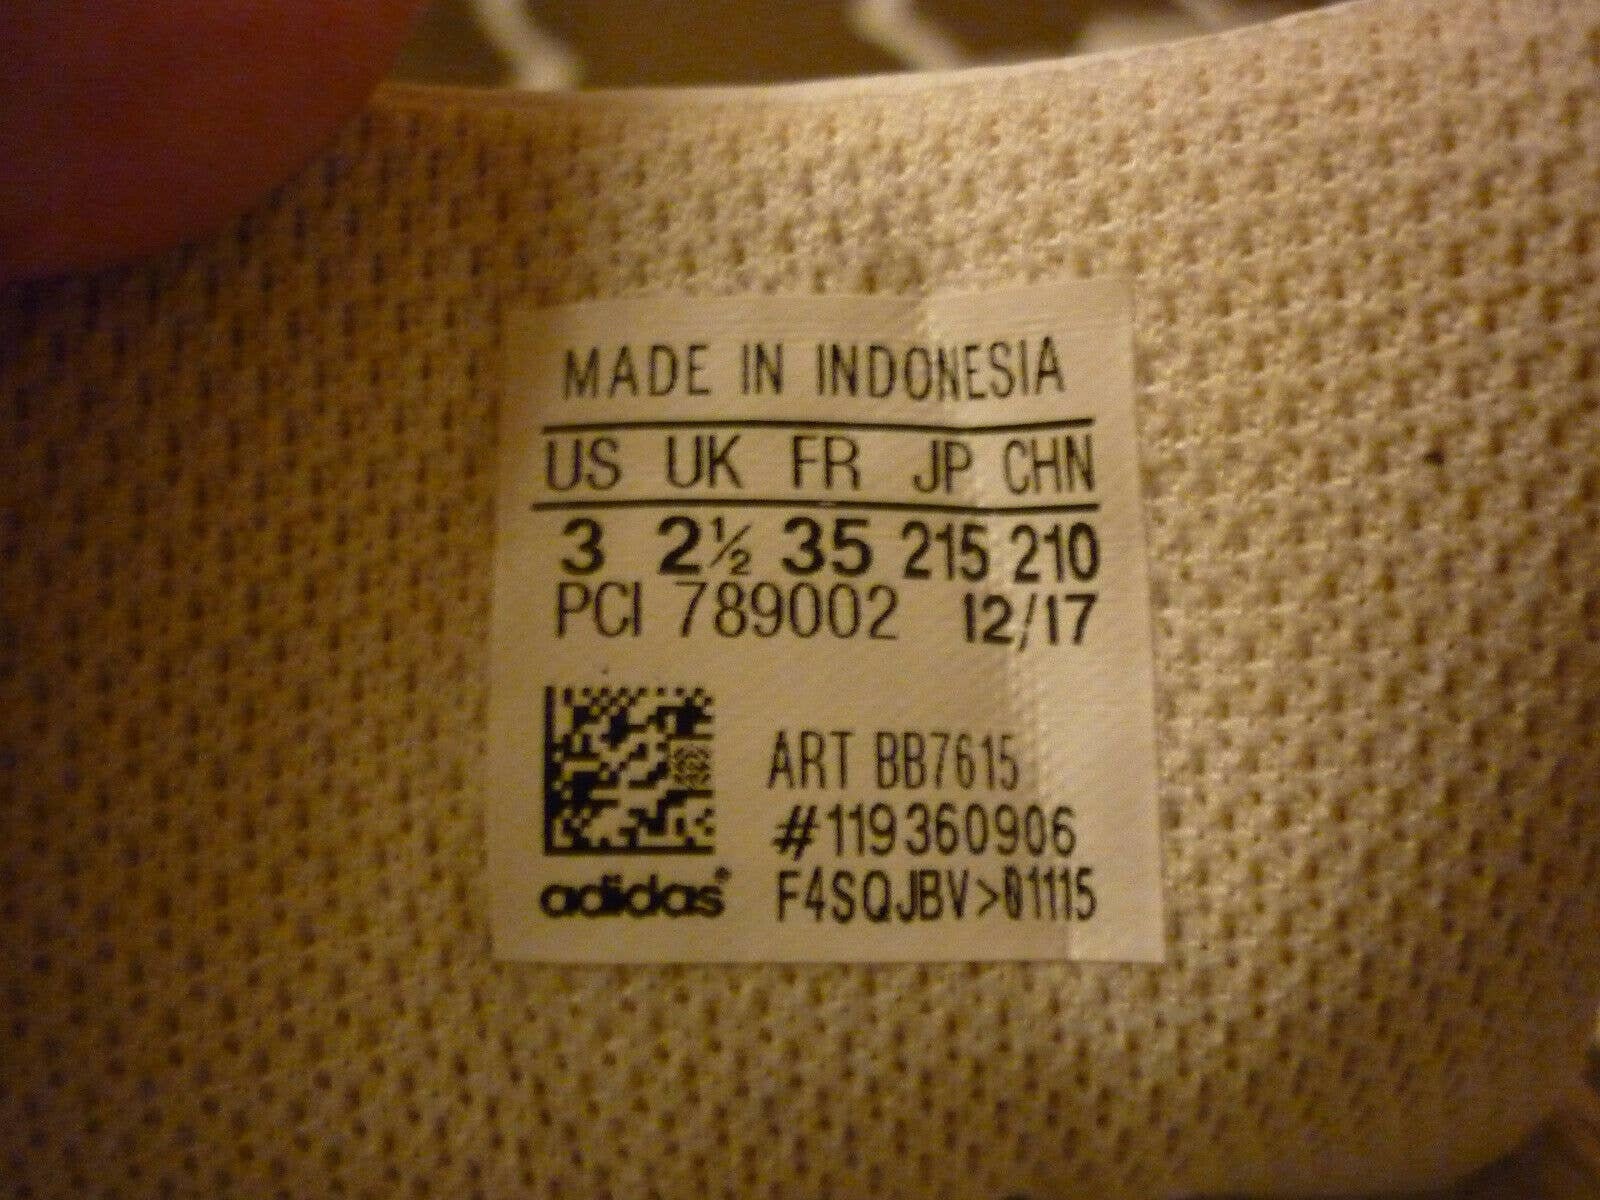 MADE IN INDONESIA
US UK FR JP CHN
3 2½ 35 215 210
PCI 789002 12/17
ART BB7615
#119360906
adidas® F4SQJBV>01115